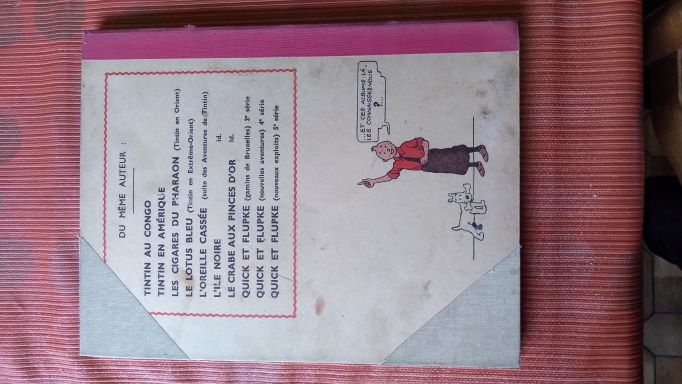 DU MÊME AUTEUR :
TINTIN AU CONGO
TINTIN EN AMÉRIQUE
LES CIGARES DU PHARAON (Tintin en Orient)
LE LOTUS BLEU (Tintin en Extrême-Orient)
L'OREILLE CASSÉE (suite des Aventures de Tintin)
L'ILE NOIRE id.
LE CRABE AUX PINCES D'OR id.
QUICK ET FLUPKE (gamins de Bruxelles) 3e série
QUICK ET FLUPKE (nouvelles aventures) 4e série
QUICK ET FLUPKE (nouveaux exploits) 5e série
ET CES ALBUMS LÀ,
LES CONNAISSEZ-VOUS
?...